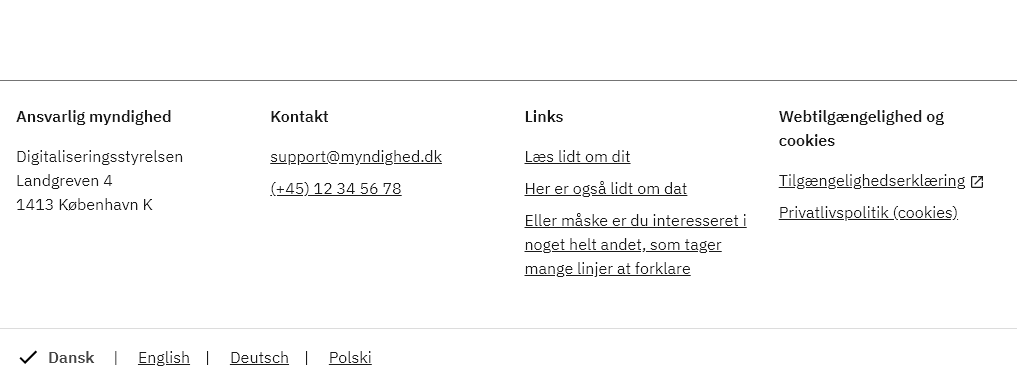 Ansvarlig myndighed
Digitaliseringsstyrelsen
Landgreven 4
1413 København K
Kontakt
support@myndighed.dk
(+45) 12 34 56 78
Links
Læs lidt om dit
Her er også lidt om dat
Eller måske er du interesseret i
noget helt andet, som tager
mange linjer at forklare
Webtilgængelighed og
cookies
Tilgængelighedserklæring
Privatlivspolitik (cookies)
Dansk | English | Deutsch | Polski